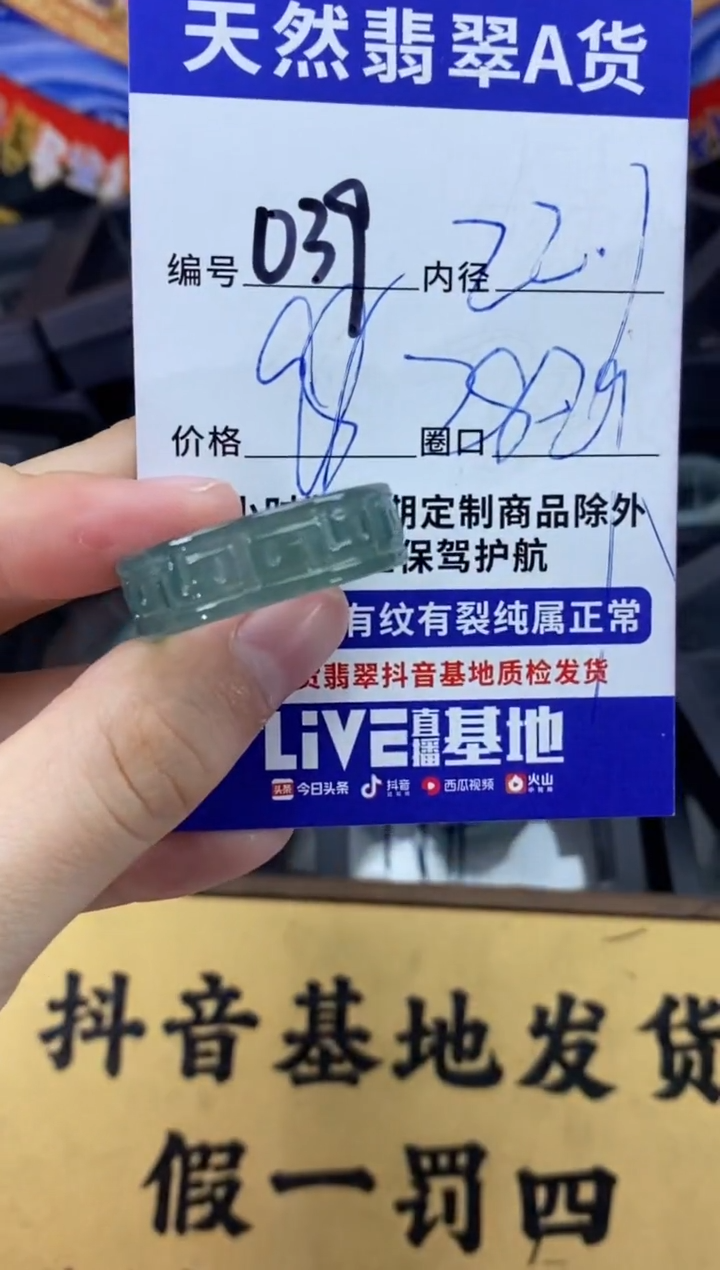 天然翡翠A货
编号 039 内径 22.1
价格 98 圈口 28-29
期定制商品除外
保驾护航
有纹有裂纯属正常
货翡翠抖音基地质检发货
LiVE直播基地
头条 今日头条 抖音 西瓜视频 火山
抖音基地发货
假一罚四